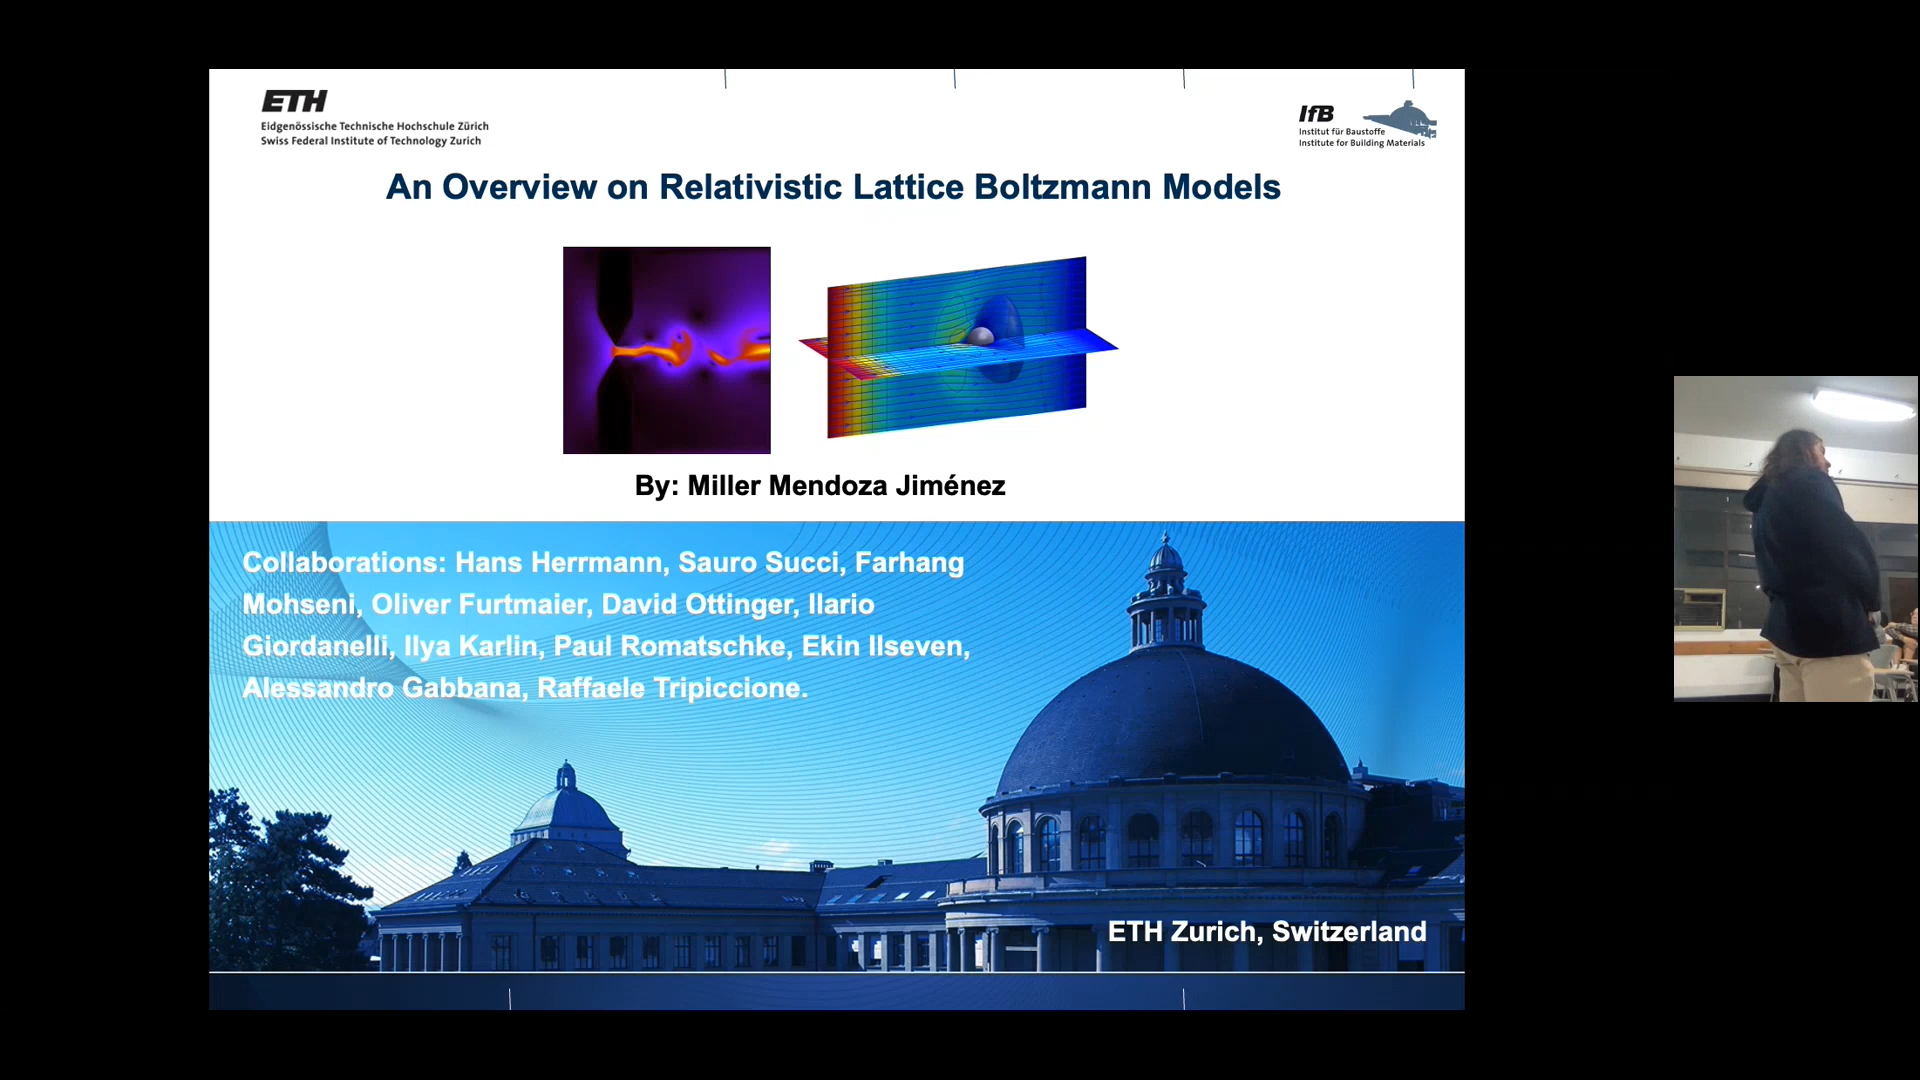 ETH
Eidgenössische Technische Hochschule Zürich
Swiss Federal Institute of Technology Zurich
IfB
Institut für Baustoffe
Institute for Building Materials
An Overview on Relativistic Lattice Boltzmann Models
By: Miller Mendoza Jiménez
Collaborations: Hans Herrmann, Sauro Succi, Farhang
Mohseni, Oliver Furtmaier, David Ottinger, Ilario
Giordanelli, Ilya Karlin, Paul Romatschke, Ekin Ilseven,
Alessandro Gabbana, Raffaele Tripiccione.
ETH Zurich, Switzerland